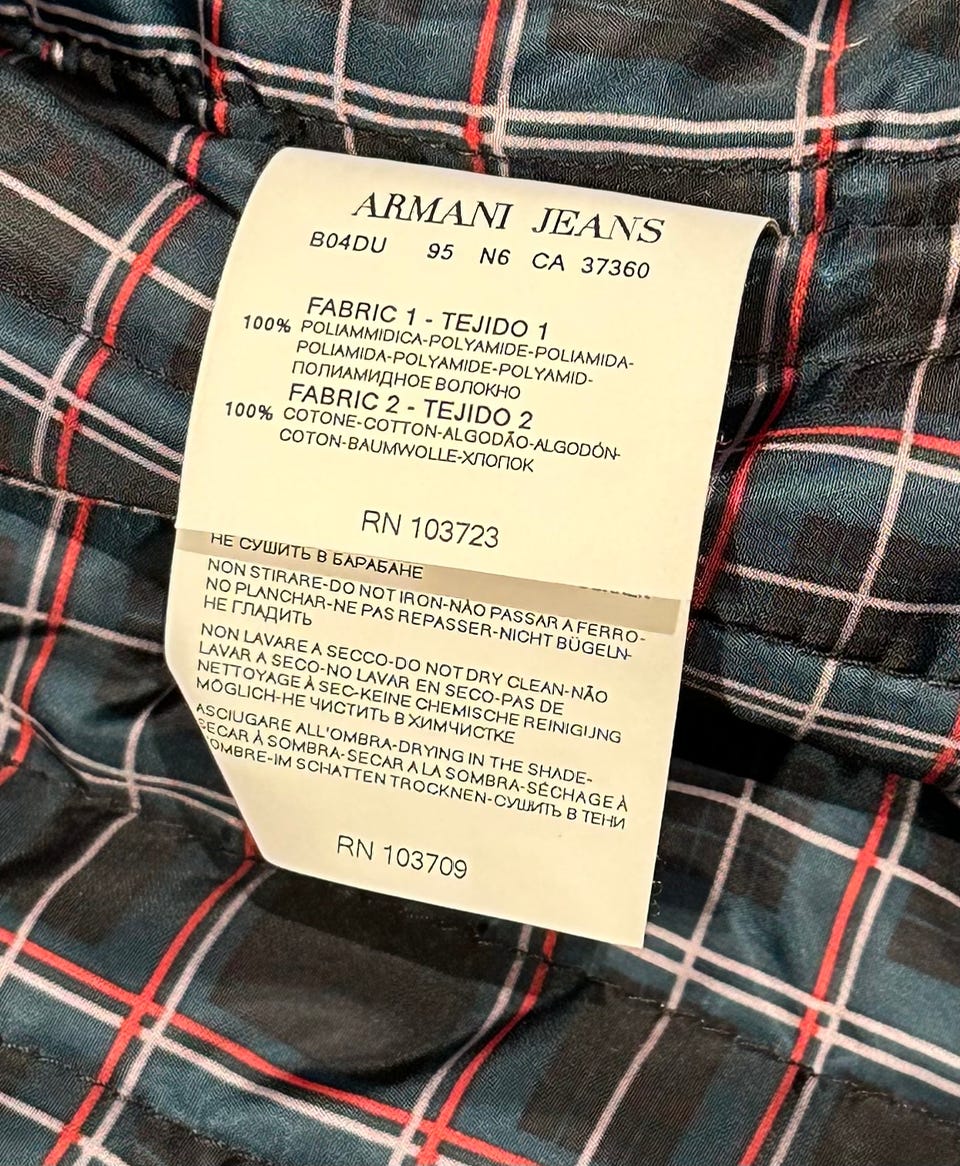 ARMANI JEANS
B04DU 95 N6 CA 37360
FABRIC 1 - TEJIDO 1
100% POLIAMMIDICA-POLYAMIDE-POLIAMIDA-
POLIAMIDA-POLYAMIDE-POLYAMID-
ПОЛИАМИДНОЕ ВОЛОКНО
FABRIC 2 - TEJIDO 2
100% COTONE-COTTON-ALGODÃO-ALGODÓN-
COTON-BAUMWOLLE-ХЛОПОК
RN 103723
НЕ СУШИТЬ В БАРАБАНЕ
NON STIRARE-DO NOT IRON-NÃO PASSAR A FERRO-
NO PLANCHAR-NE PAS REPASSER-NICHT BÜGELN-
НЕ ГЛАДИТЬ
NON LAVARE A SECCO-DO NOT DRY CLEAN-NÃO
LAVAR A SECO-NO LAVAR EN SECO-PAS DE
NETTOYAGE À SEC-KEINE CHEMISCHE REINIGUNG
MÖGLICH-НЕ ЧИСТИТЬ В ХИМЧИСТКЕ
ASCIUGARE ALL'OMBRA-DRYING IN THE SHADE-
SECAR À SOMBRA-SECAR A LA SOMBRA-SÉCHAGE À
OMBRE-IM SCHATTEN TROCKNEN-СУШИТЬ В ТЕНИ
RN 103709